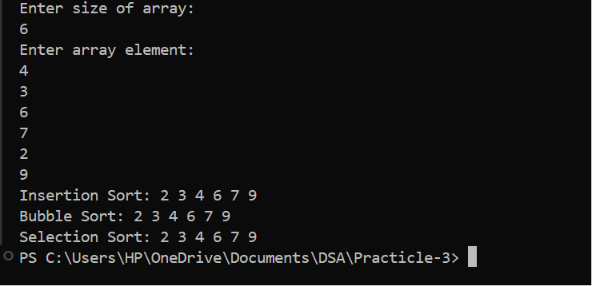 Enter size of array:
6
Enter array element:
4
3
6
7
2
9
Insertion Sort: 2 3 4 6 7 9
Bubble Sort: 2 3 4 6 7 9
Selection Sort: 2 3 4 6 7 9
PS C:\Users\HP\OneDrive\Documents\DSA\Practicle-3>